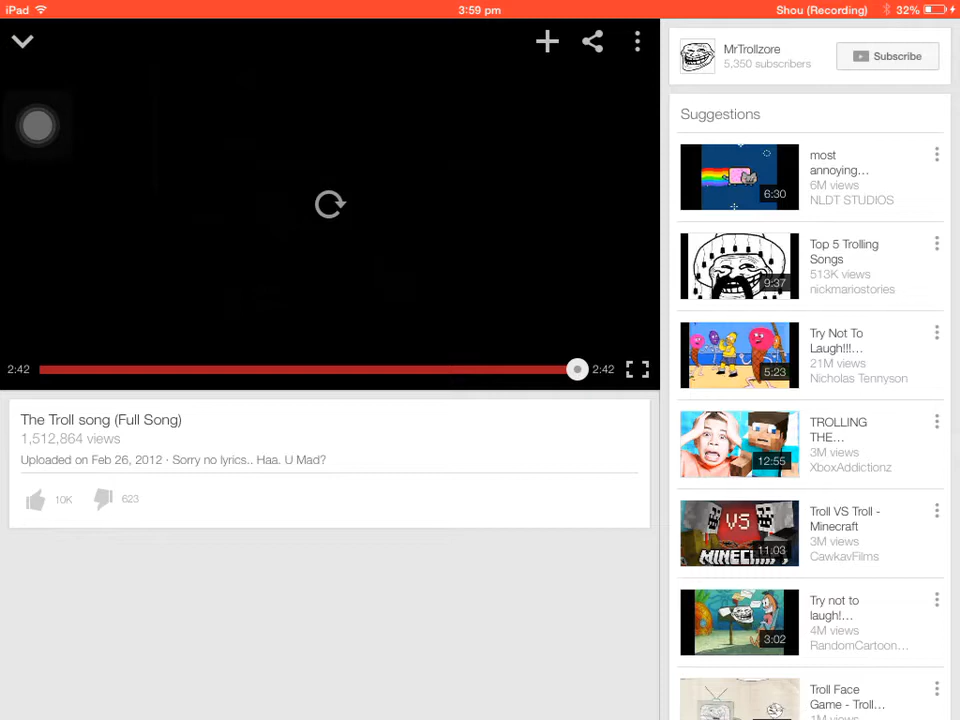 iPad
3:59 pm
Shou (Recording)
32%
2:42
2:42
The Troll song (Full Song)
1,512,864 views
Uploaded on Feb 26, 2012 · Sorry no lyrics.. Haa. U Mad?
10K
623
MrTrollzore
5,350 subscribers
Subscribe
Suggestions
6:30
most
annoying...
6M views
NLDT STUDIOS
9:37
Top 5 Trolling
Songs
513K views
nickmariostories
5:23
Try Not To
Laugh!!!...
21M views
Nicholas Tennyson
12:55
TROLLING
THE...
3M views
XboxAddictionz
VS
MINECRAFT
11:03
Troll VS Troll -
Minecraft
3M views
CawkavFilms
3:02
Try not to
laugh!...
4M views
RandomCartoon...
Troll Face
Game - Troll...
1M views